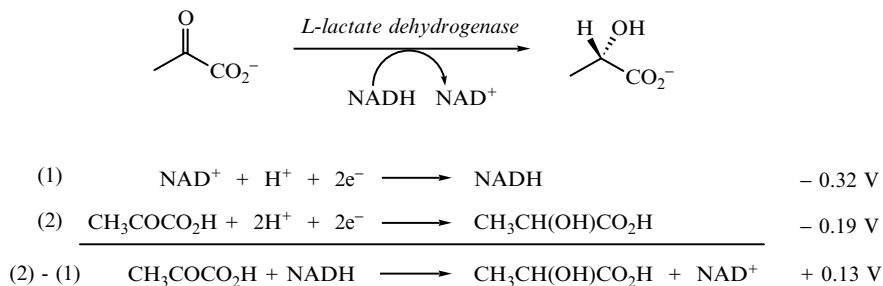 O
L-lactate dehydrogenase
H OH
CO₂⁻ NADH NAD⁺ CO₂⁻
(1) NAD⁺ + H⁺ + 2e⁻ ⟶ NADH – 0.32 V
(2) CH₃COCO₂H + 2H⁺ + 2e⁻ ⟶ CH₃CH(OH)CO₂H – 0.19 V
(2) - (1) CH₃COCO₂H + NADH ⟶ CH₃CH(OH)CO₂H + NAD⁺ + 0.13 V